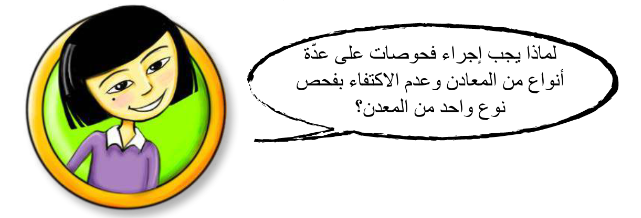 لماذا يجب إجراء فحوصات على عدّة
أنواع من المعادن وعدم الاكتفاء بفحص
نوع واحد من المعدن؟